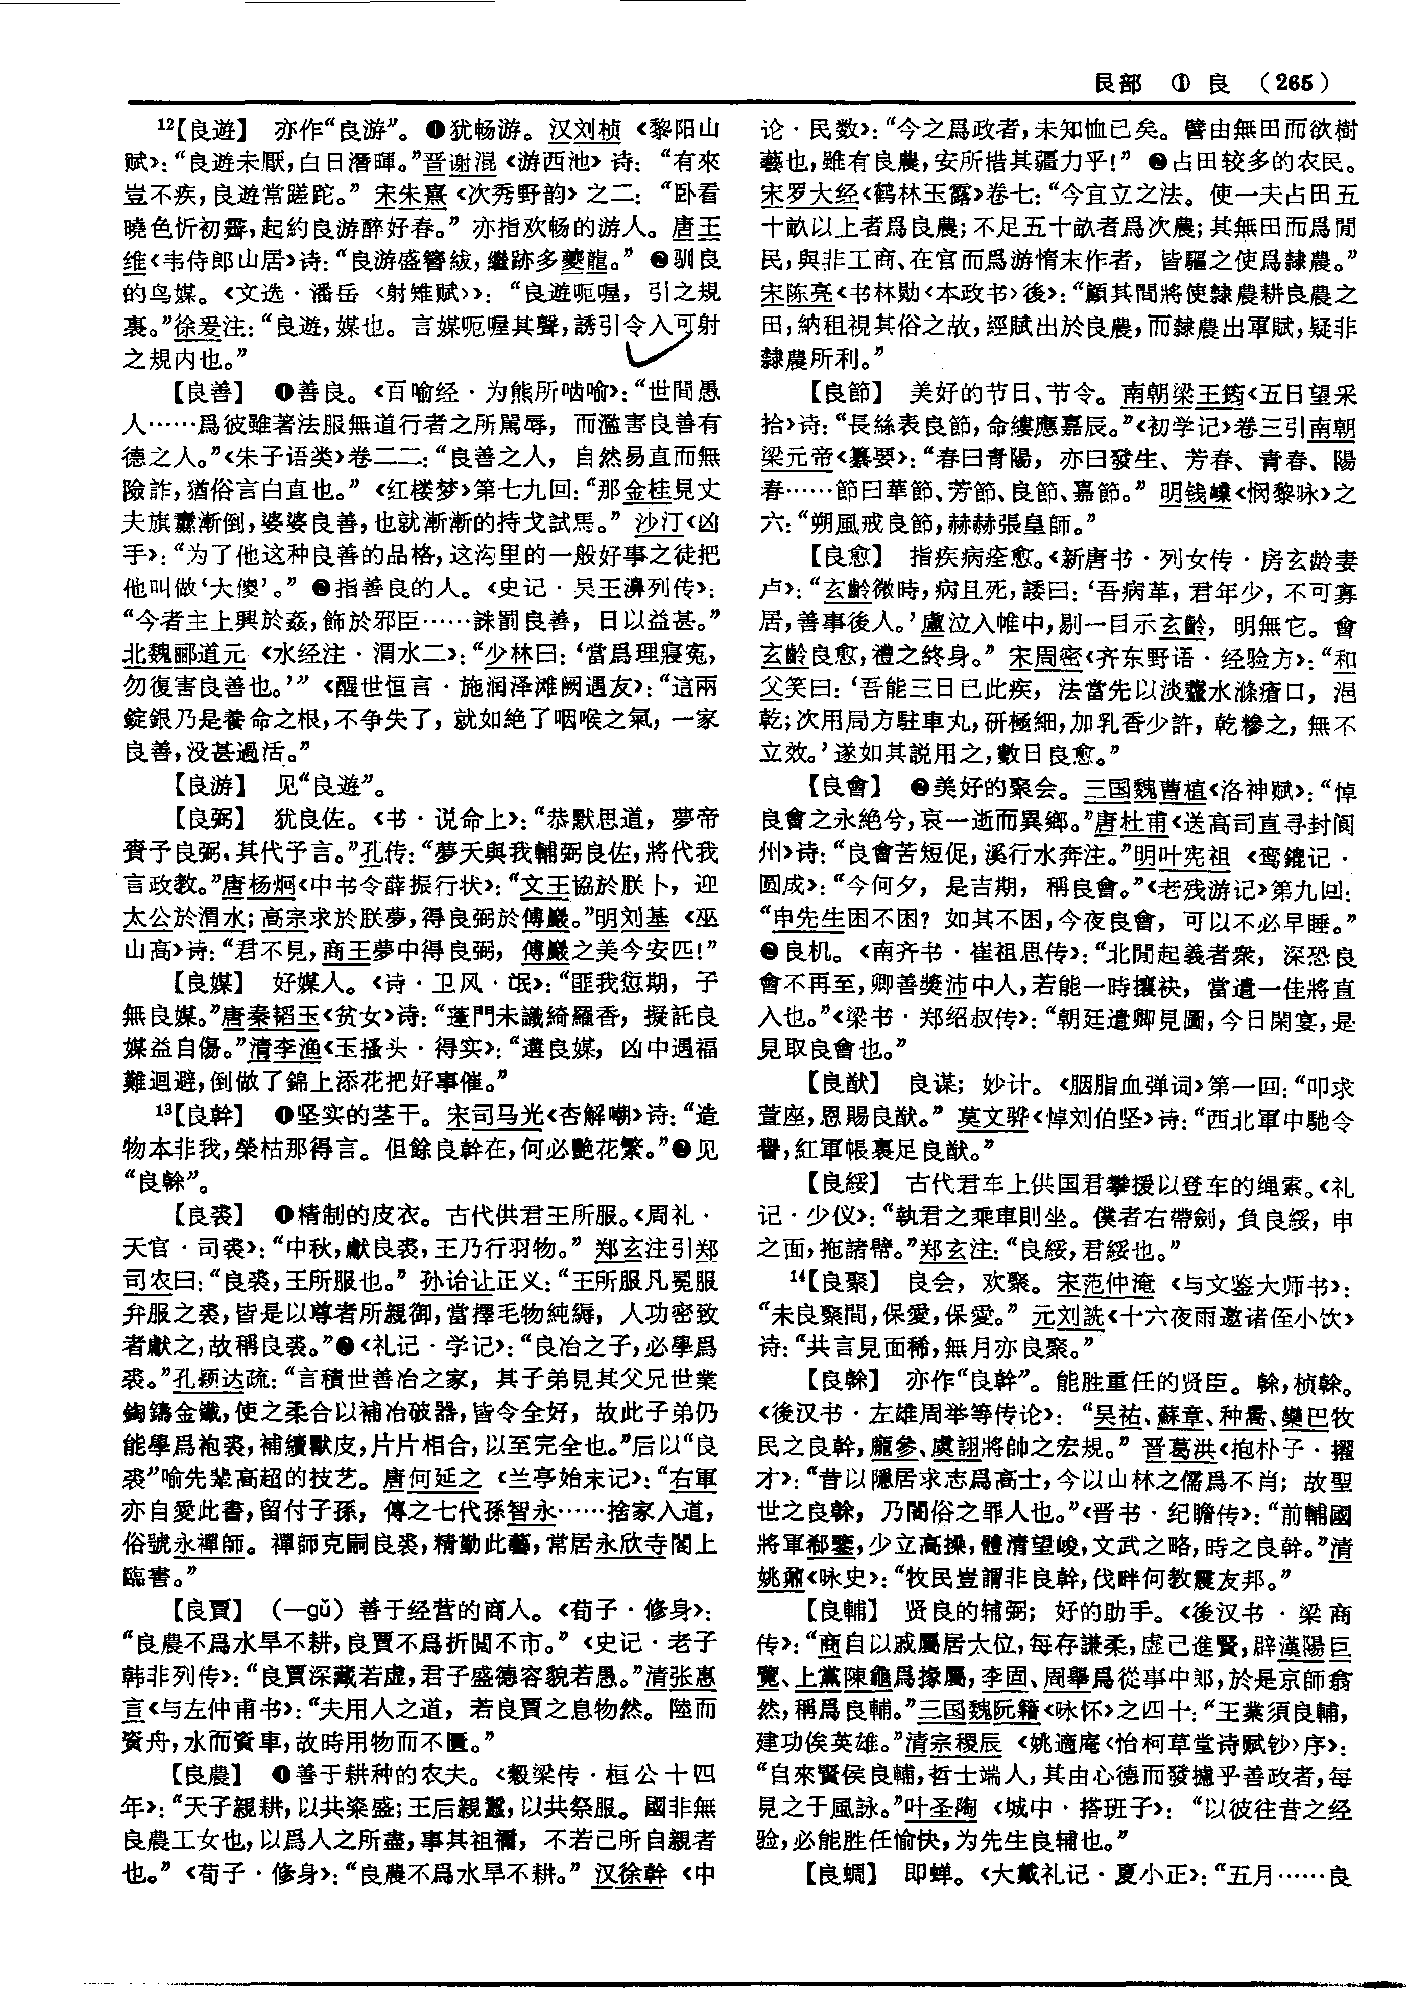 艮部 ① 良 (265)
¹²【良遊】 亦作“良游”。❶犹畅游。汉刘桢《黎阳山
赋》：“良遊未厭，白日潛暉。”晋谢混《游西池》诗：“有來
豈不疾，良遊常蹉跎。”宋朱熹《次秀野韵》之二：“卧看
曉色忻初霽，起約良游醉好春。”亦指欢畅的游人。唐王
维《韦侍郎山居》诗：“良游盛簪紱，繼跡多夔龍。”❷驯良
的鸟媒。《文选·潘岳〈射雉赋〉》：“良遊呃喔，引之規
裏。”徐爰注：“良遊，媒也。言媒呃喔其聲，誘引令入可射
之規内也。”
【良善】 ❶善良。《百喻经·为熊所啮喻》：“世間愚
人……爲彼雖著法服無道行者之所駡辱，而濫害良善有
德之人。”《朱子语类》卷二二：“良善之人，自然易直而無
險詐，猶俗言白直也。”《红楼梦》第七九回：“那金桂見丈
夫旗纛漸倒，婆婆良善，也就漸漸的持戈試馬。”沙汀《凶
手》：“为了他这种良善的品格，这沟里的一般好事之徒把
他叫做‘大傻’。”❷指善良的人。《史记·吴王濞列传》：
“今者主上興於姦，飾於邪臣……誅罰良善，日以益甚。”
北魏郦道元《水经注·渭水二》：“少林曰：‘當爲理寢冤，
勿復害良善也。’”《醒世恒言·施润泽滩阙遇友》：“這兩
錠銀乃是養命之根，不争失了，就如絶了咽喉之氣，一家
良善，没甚過活。”
【良游】 见“良遊”。
【良弼】 犹良佐。《书·说命上》：“恭默思道，夢帝
賚予良弼，其代予言。”孔传：“夢天與我輔弼良佐，將代我
言政教。”唐杨炯《中书令薛振行状》：“文王協於朕卜，迎
太公於渭水；高宗求於朕夢，得良弼於傅巖。”明刘基《巫
山高》诗：“君不見，商王夢中得良弼，傅巖之美今安匹！”
【良媒】 好媒人。《诗·卫风·氓》：“匪我愆期，子
無良媒。”唐秦韬玉《贫女》诗：“蓬門未識綺羅香，擬託良
媒益自傷。”清李渔《玉搔头·得实》：“選良媒，凶中遇福
難迴避，倒做了錦上添花把好事催。”
¹³【良幹】 ❶坚实的茎干。宋司马光《杏解嘲》诗：“造
物本非我，榮枯那得言。但餘良幹在，何必艷花繁。”❷见
“良榦”。
【良裘】 ❶精制的皮衣。古代供君王所服。《周礼·
天官·司裘》：“中秋，獻良裘，王乃行羽物。”郑玄注引郑
司农曰：“良裘，王所服也。”孙诒让正义：“王所服凡冕服
弁服之裘，皆是以尊者所親御，當擇毛物純縟，人功密致
者獻之，故稱良裘。”❷《礼记·学记》：“良冶之子，必學爲
裘。”孔颖达疏：“言積世善冶之家，其子弟見其父兄世業
鉤鑄金鐵，使之柔合以補冶破器，皆令全好，故此子弟仍
能學爲袍裘，補續獸皮，片片相合，以至完全也。”后以“良
裘”喻先辈高超的技艺。唐何延之《兰亭始末记》：“右軍
亦自愛此書，留付子孫，傳之七代孫智永……捨家入道，
俗號永禪師。禪師克嗣良裘，精勤此藝，常居永欣寺閣上
臨書。”
【良賈】 （—gǔ）善于经营的商人。《荀子·修身》：
“良農不爲水旱不耕，良賈不爲折閲不市。”《史记·老子
韩非列传》：“良賈深藏若虚，君子盛德容貌若愚。”清张惠
言《与左仲甫书》：“夫用人之道，若良賈之息物然。陸而
資舟，水而資車，故時用物而不匱。”
【良農】 ❶善于耕种的农夫。《穀梁传·桓公十四
年》：“天子親耕，以共粢盛；王后親蠶，以共祭服。國非無
良農工女也，以爲人之所盡，事其祖禰，不若己所自親者
也。”《荀子·修身》：“良農不爲水旱不耕。”汉徐幹《中
论·民数》：“今之爲政者，未知恤已矣。譬由無田而欲樹
藝也，雖有良農，安所措其疆力乎！”❷占田较多的农民。
宋罗大经《鹤林玉露》卷七：“今宜立之法。使一夫占田五
十畝以上者爲良農；不足五十畝者爲次農；其無田而爲閒
民，與非工商、在官而爲游惰末作者，皆驅之使爲隸農。”
宋陈亮《书林勋〈本政书〉後》：“顧其間將使隸農耕良農之
田，納租視其俗之故，經賦出於良農，而隸農出軍賦，疑非
隸農所利。”
【良節】 美好的节日、节令。南朝梁王筠《五日望采
拾》诗：“長絲表良節，命縷應嘉辰。”《初学记》卷三引南朝
梁元帝《纂要》：“春曰青陽，亦曰發生、芳春、青春、陽
春……節曰華節、芳節、良節、嘉節。”明钱嶫《悯黎咏》之
六：“朔風戒良節，赫赫張皇師。”
【良愈】 指疾病痊愈。《新唐书·列女传·房玄龄妻
卢》：“玄齡微時，病且死，諉曰：‘吾病革，君年少，不可寡
居，善事後人。’盧泣入帷中，剔一目示玄齡，明無它。會
玄齡良愈，禮之終身。”宋周密《齐东野语·经验方》：“和
父笑曰：‘吾能三日已此疾，法當先以淡虀水滌瘡口，浥
乾；次用局方駐車丸，研極細，加乳香少許，乾糝之，無不
立效。’遂如其説用之，數日良愈。”
【良會】 ❷美好的聚会。三国魏曹植《洛神赋》：“悼
良會之永絶兮，哀一逝而異鄉。”唐杜甫《送高司直寻封阆
州》诗：“良會苦短促，溪行水奔注。”明叶宪祖《鸾鎞记·
圆成》：“今何夕，是吉期，稱良會。”《老残游记》第九回：
“申先生困不困？如其不困，今夜良會，可以不必早睡。”
❷良机。《南齐书·崔祖思传》：“北閒起義者衆，深恐良
會不再至，卿善獎沛中人，若能一時攘袂，當遣一佳將直
入也。”《梁书·郑绍叔传》：“朝廷遣卿見圖，今日閑宴，是
見取良會也。”
【良猷】 良谋；妙计。《胭脂血弹词》第一回：“叩求
萱座，恩賜良猷。”莫文骅《悼刘伯坚》诗：“西北軍中馳令
譽，紅軍帳裏足良猷。”
【良綏】 古代君车上供国君攀援以登车的绳索。《礼
记·少仪》：“執君之乘車則坐。僕者右帶劍，負良綏，申
之面，拖諸幦。”郑玄注：“良綏，君綏也。”
¹⁴【良聚】 良会，欢聚。宋范仲淹《与文鉴大师书》：
“未良聚間，保愛，保愛。”元刘詵《十六夜雨邀诸侄小饮》
诗：“共言見面稀，無月亦良聚。”
【良榦】 亦作“良幹”。能胜重任的贤臣。榦，桢榦。
《後汉书·左雄周举等传论》：“吴祐、蘇章、种暠、欒巴牧
民之良幹，龐參、虞詡將帥之宏規。”晋葛洪《抱朴子·擢
才》：“昔以隱居求志爲高士，今以山林之儒爲不肖；故聖
世之良榦，乃闇俗之罪人也。”《晋书·纪瞻传》：“前輔國
將軍郗鑒，少立高操，體清望峻，文武之略，時之良幹。”清
姚鼐《咏史》：“牧民豈謂非良幹，伐畔何教震友邦。”
【良輔】 贤良的辅弼；好的助手。《後汉书·梁商
传》：“商自以戚屬居大位，每存謙柔，虚己進賢，辟漢陽巨
覽、上黨陳龜爲掾屬，李固、周舉爲從事中郎，於是京師翕
然，稱爲良輔。”三国魏阮籍《咏怀》之四十：“王業須良輔，
建功俟英雄。”清宗稷辰《姚適庵〈怡柯草堂诗赋钞〉序》：
“自來賢侯良輔，哲士端人，其由心德而發攄乎善政者，每
見之于風詠。”叶圣陶《城中·搭班子》：“以彼往昔之经
验，必能胜任愉快，为先生良辅也。”
【良蜩】 即蝉。《大戴礼记·夏小正》：“五月……良